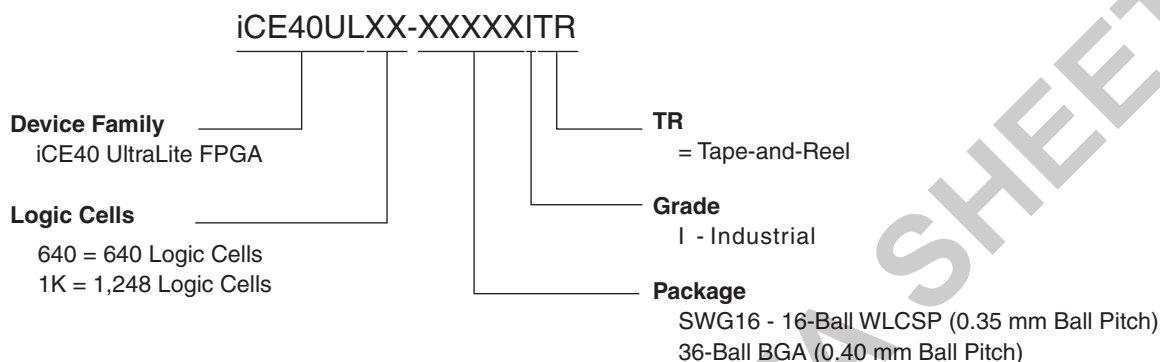 iCE40ULXX-XXXXXITR
Device Family
iCE40 UltraLite FPGA
Logic Cells
640 = 640 Logic Cells
1K = 1,248 Logic Cells
TR
= Tape-and-Reel
Grade
I - Industrial
Package
SWG16 - 16-Ball WLCSP (0.35 mm Ball Pitch)
36-Ball BGA (0.40 mm Ball Pitch)
SHEET